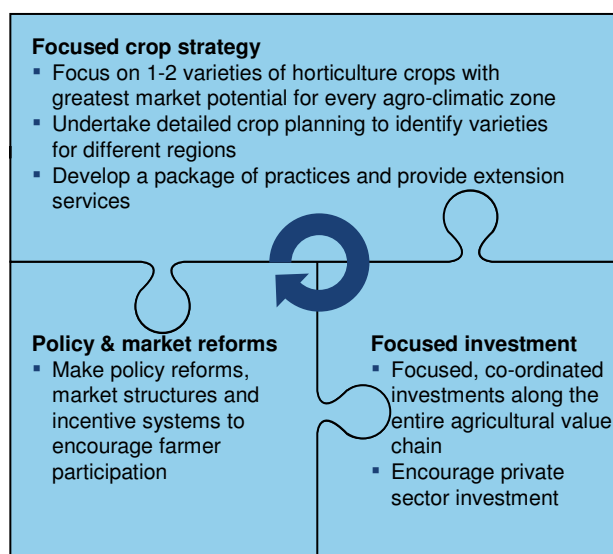 Focused crop strategy
▪ Focus on 1-2 varieties of horticulture crops with
greatest market potential for every agro-climatic zone
▪ Undertake detailed crop planning to identify varieties
for different regions
▪ Develop a package of practices and provide extension
services
Policy & market reforms
▪ Make policy reforms,
market structures and
incentive systems to
encourage farmer
participation
Focused investment
▪ Focused, co-ordinated
investments along the
entire agricultural value
chain
▪ Encourage private
sector investment